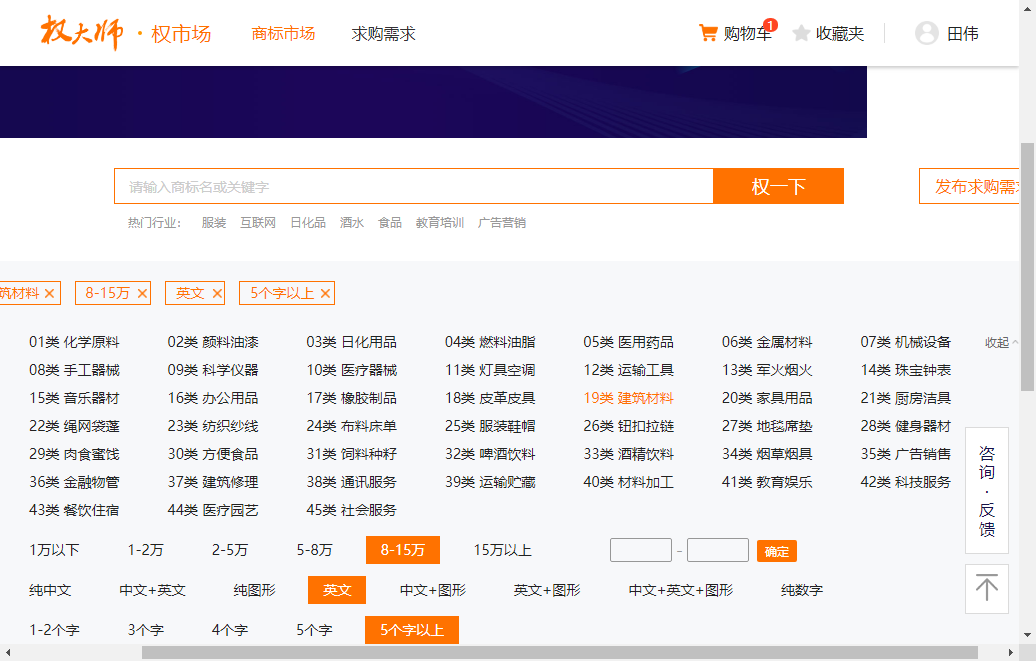 权大师 · 权市场 商标市场 求购需求 购物车 1 收藏夹 田伟
请输入商标名或关键字 权一下 发布求购需求
热门行业： 服装 互联网 日化品 酒水 食品 教育培训 广告营销
筑材料 × 8-15万 × 英文 × 5个字以上 ×
01类 化学原料 02类 颜料油漆 03类 日化用品 04类 燃料油脂 05类 医用药品 06类 金属材料 07类 机械设备 收起
08类 手工器械 09类 科学仪器 10类 医疗器械 11类 灯具空调 12类 运输工具 13类 军火烟火 14类 珠宝钟表
15类 音乐器材 16类 办公用品 17类 橡胶制品 18类 皮革皮具 19类 建筑材料 20类 家具用品 21类 厨房洁具
22类 绳网袋蓬 23类 纺织纱线 24类 布料床单 25类 服装鞋帽 26类 钮扣拉链 27类 地毯席垫 28类 健身器材
29类 肉食蜜饯 30类 方便食品 31类 饲料种籽 32类 啤酒饮料 33类 酒精饮料 34类 烟草烟具 35类 广告销售
36类 金融物管 37类 建筑修理 38类 通讯服务 39类 运输贮藏 40类 材料加工 41类 教育娱乐 42类 科技服务
43类 餐饮住宿 44类 医疗园艺 45类 社会服务
1万以下 1-2万 2-5万 5-8万 8-15万 15万以上 - 确定
纯中文 中文+英文 纯图形 英文 中文+图形 英文+图形 中文+英文+图形 纯数字
1-2个字 3个字 4个字 5个字 5个字以上
咨询·反馈